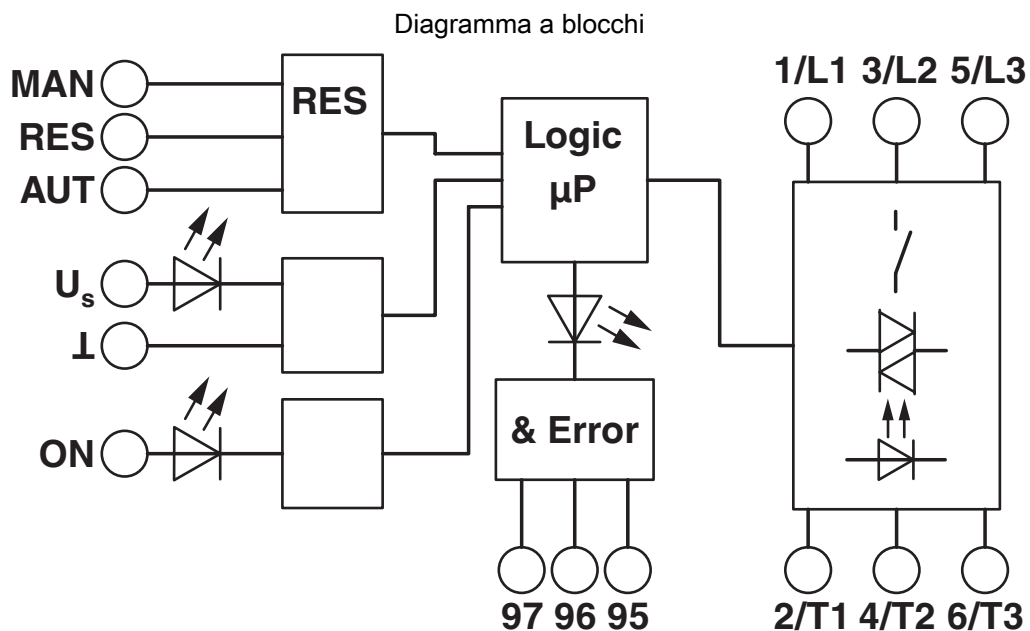 Diagramma a blocchi
MAN
RES
AUT
RES
U_s
⊥
ON
Logic
µP
& Error
97 96 95
1/L1 3/L2 5/L3
2/T1 4/T2 6/T3